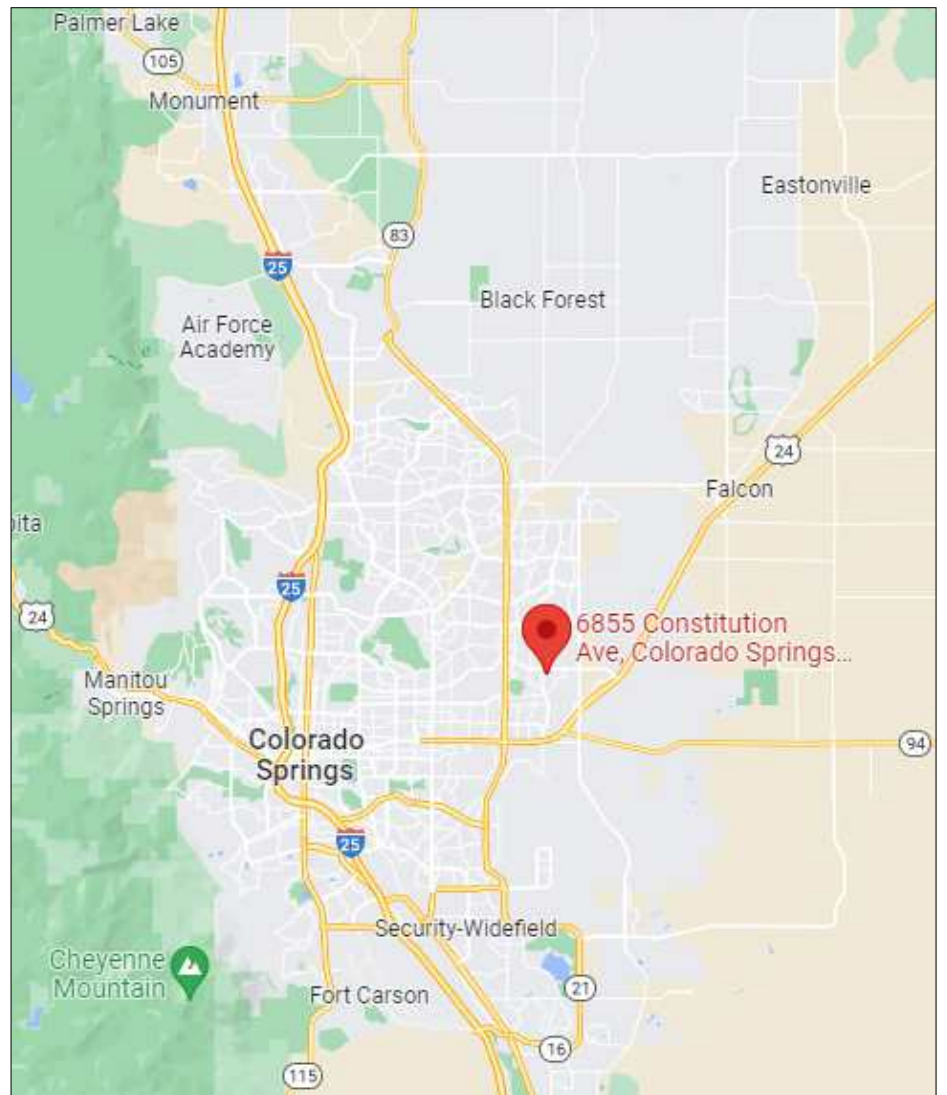 Palmer Lake
105
Monument
Eastonville
83
25
Black Forest
Air Force
Academy
24
Falcon
ita
25
24
6855 Constitution
Ave, Colorado Springs...
Manitou
Springs
Colorado
Springs
94
25
Security-Widefield
Cheyenne
Mountain
Fort Carson
21
16
115